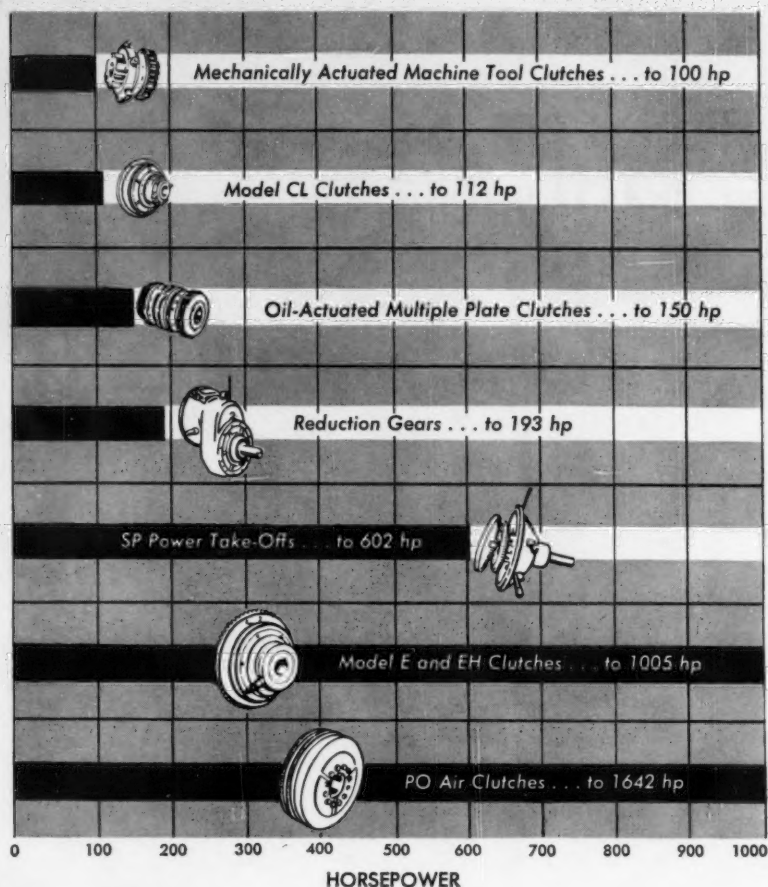 Mechanically Actuated Machine Tool Clutches . . . to 100 hp
Model CL Clutches . . . to 112 hp
Oil-Actuated Multiple Plate Clutches . . . to 150 hp
Reduction Gears . . . to 193 hp
SP Power Take-Offs . . . to 602 hp
Model E and EH Clutches . . . to 1005 hp
PO Air Clutches . . . to 1642 hp
0 100 200 300 400 500 600 700 800 900 1000
HORSEPOWER